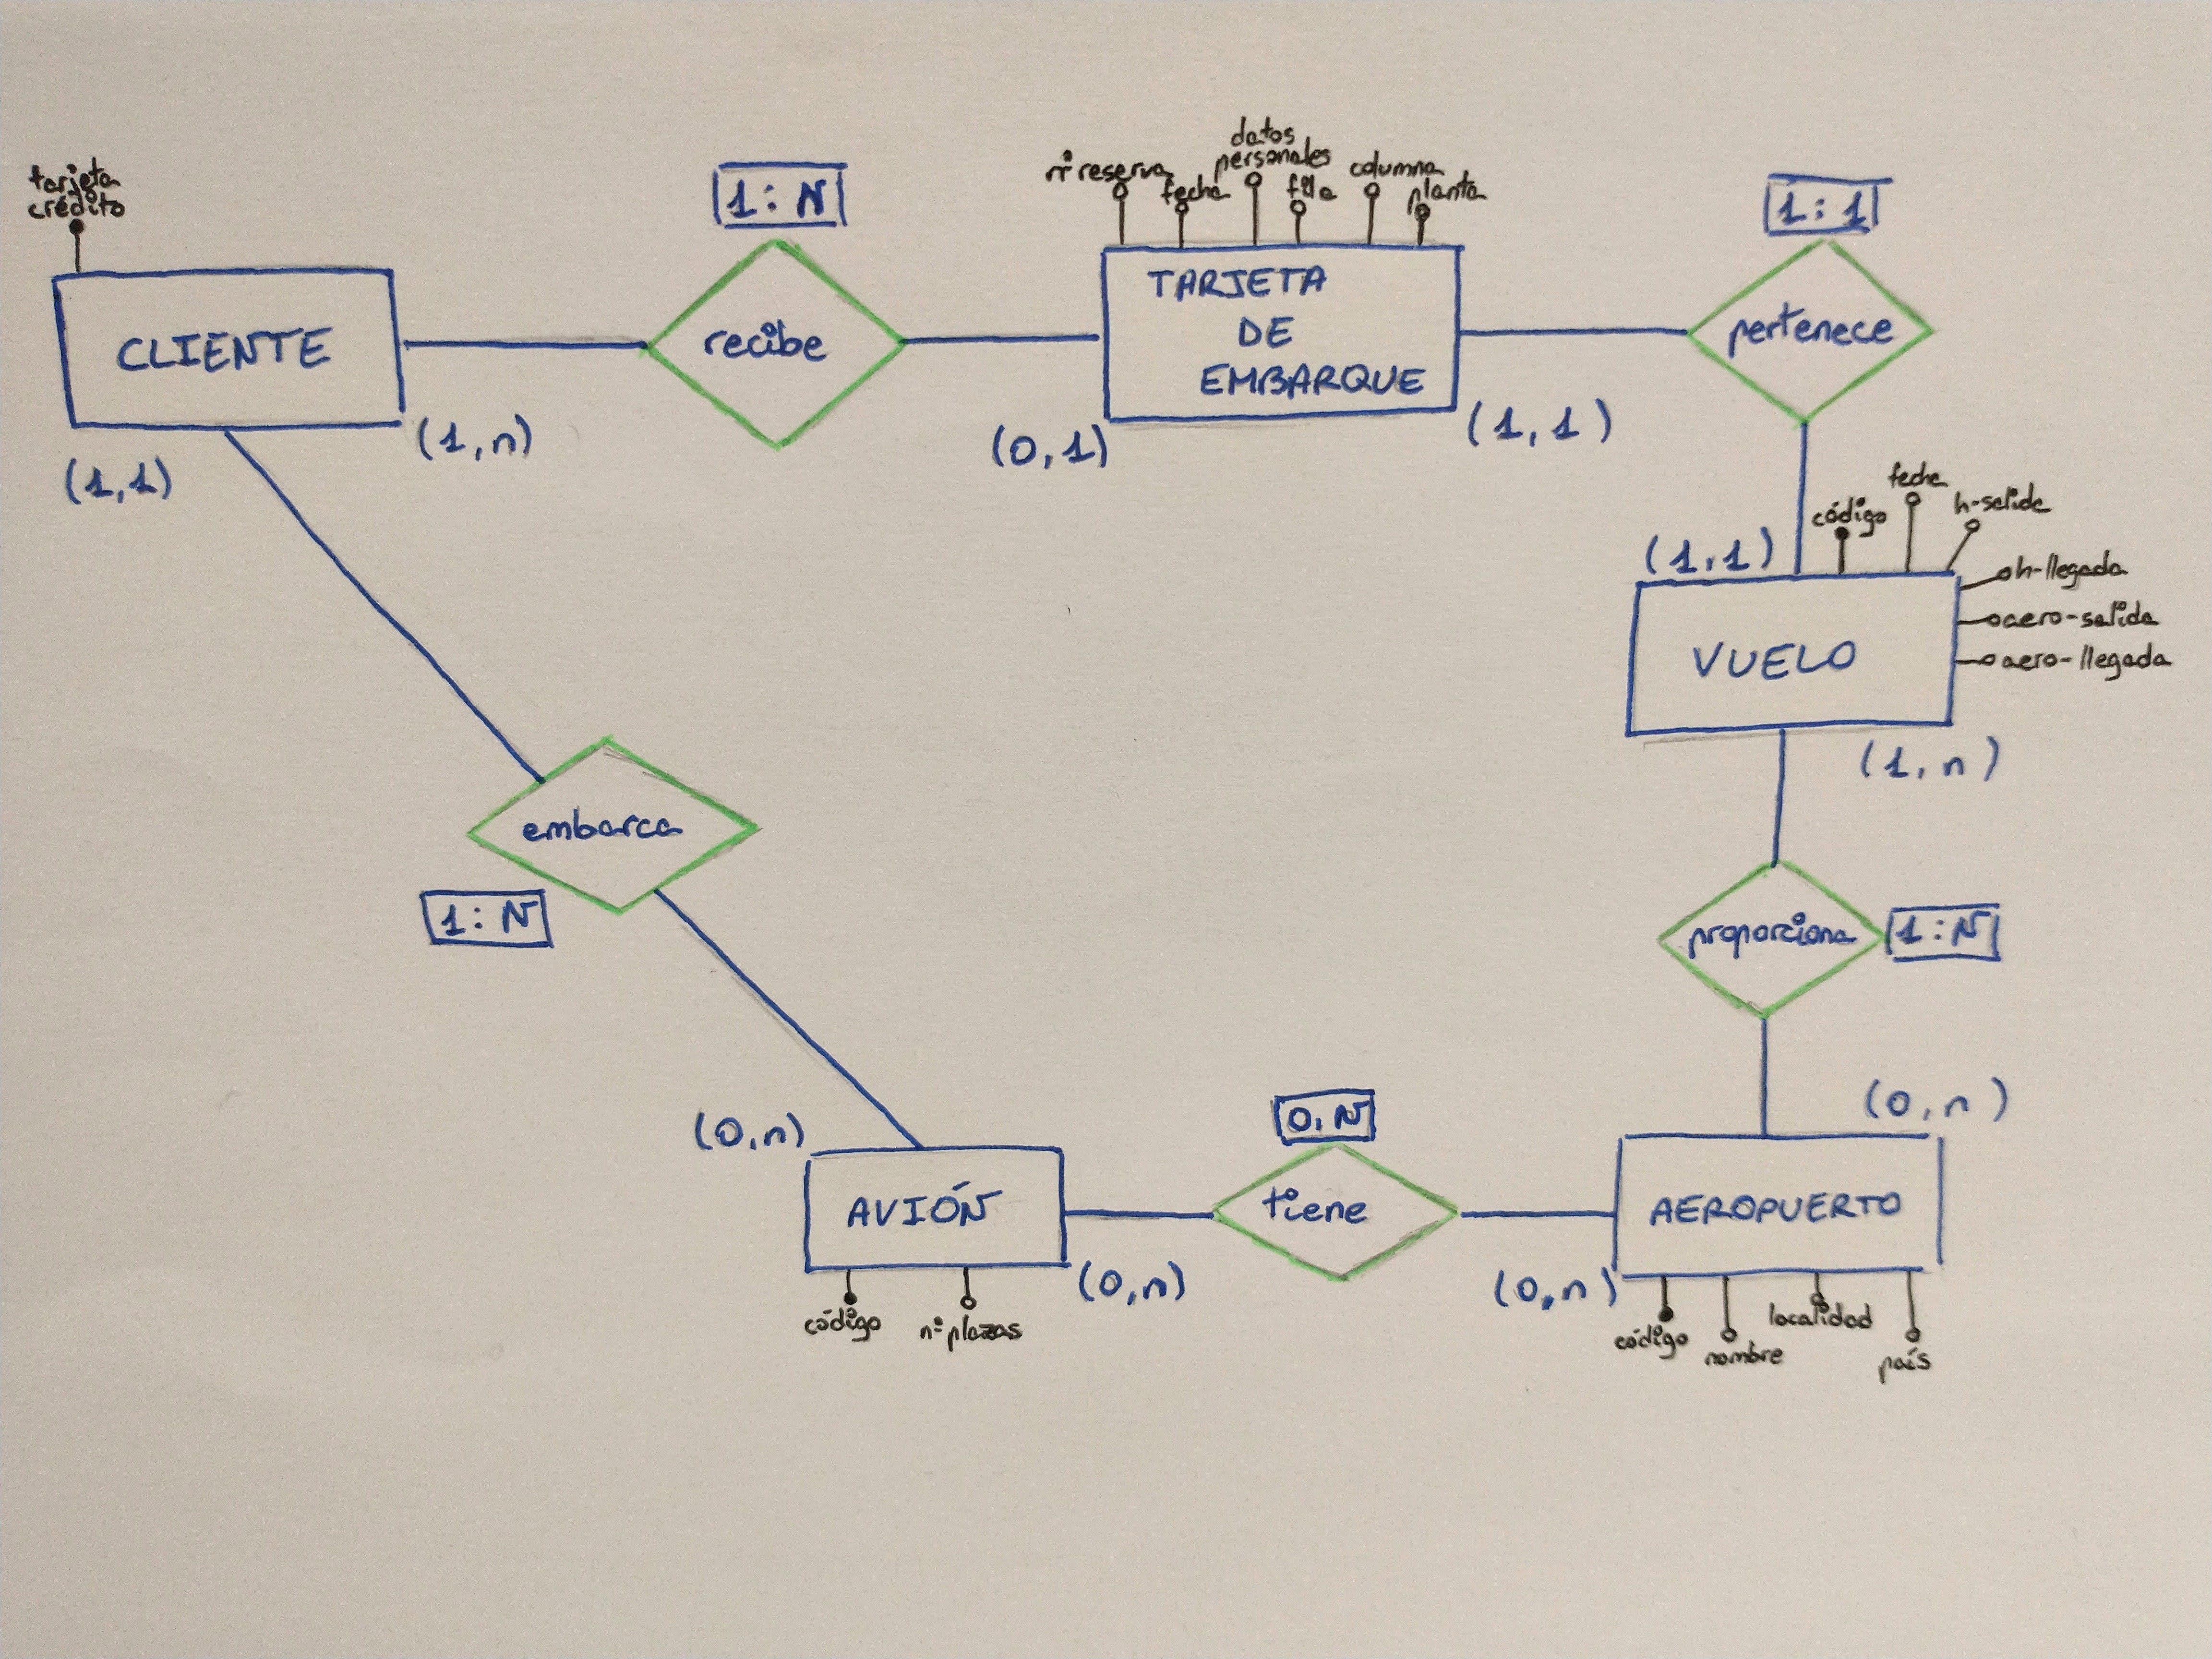 tarjeta
crédito
CLIENTE
(1,n)
(1,1)
1:N
recibe
(0,1)
nº reserva
fecha
datos
personales
fila
columna
planta
TARJETA
DE
EMBARQUE
(1,1)
1:1
pertenece
(1,1)
código
fecha
h-salida
h-llegada
aero-salida
aero-llegada
VUELO
(1,n)
proporciona
1:N
(0,n)
embarca
1:N
(0,n)
AVIÓN
(0,n)
código
nº plazas
0,N
tiene
(0,n)
AEROPUERTO
código
nombre
localidad
país